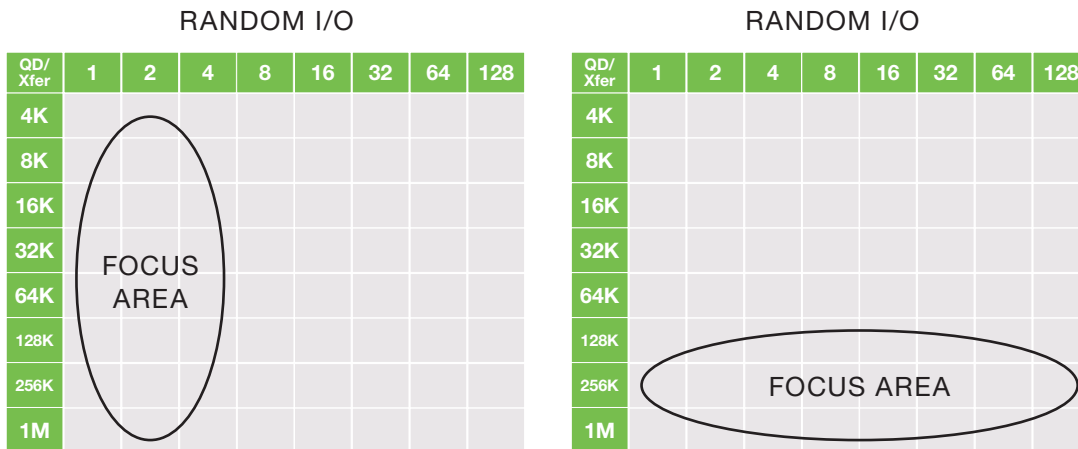 RANDOM I/O
QD/
Xfer
1 2 4 8 16 32 64 128
4K
8K
16K
32K
64K
128K
256K
1M
FOCUS
AREA
RANDOM I/O
QD/
Xfer
1 2 4 8 16 32 64 128
4K
8K
16K
32K
64K
128K
256K
1M
FOCUS AREA